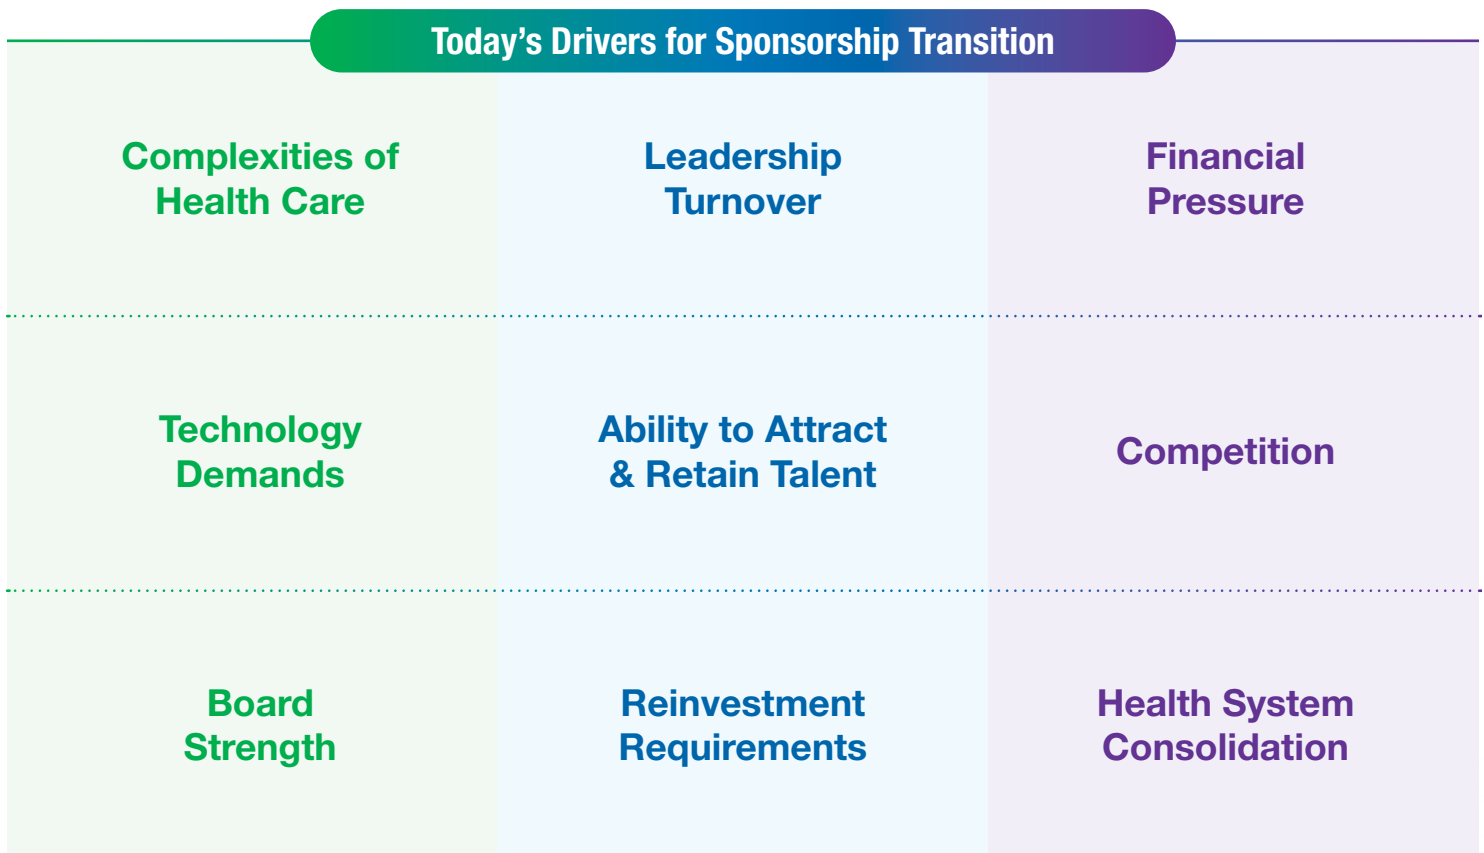 Today’s Drivers for Sponsorship Transition
Complexities of
Health Care
Leadership
Turnover
Financial
Pressure
Technology
Demands
Ability to Attract
& Retain Talent
Competition
Board
Strength
Reinvestment
Requirements
Health System
Consolidation